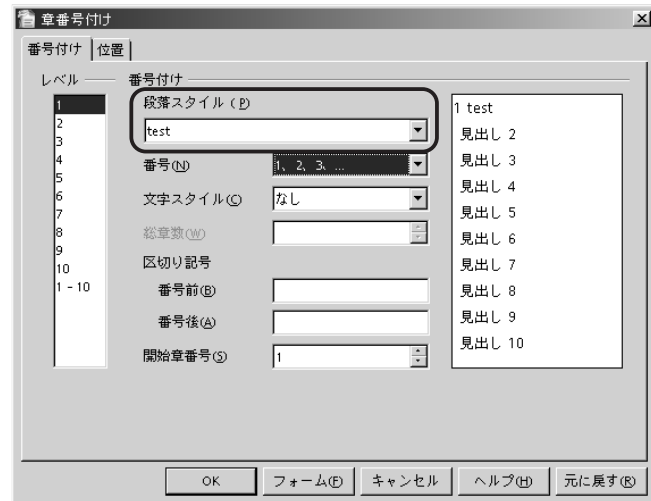 章番号付け
番号付け 位置
レベル
1
2
3
4
5
6
7
8
9
10
1 - 10
番号付け
段落スタイル (P)
test
番号(N) 1、2、3、...
文字スタイル(C) なし
総章数(W)
区切り記号
番号前(B)
番号後(A)
開始章番号(S) 1
1 test
見出し 2
見出し 3
見出し 4
見出し 5
見出し 6
見出し 7
見出し 8
見出し 9
見出し 10
OK フォーム(F) キャンセル ヘルプ(H) 元に戻す(R)